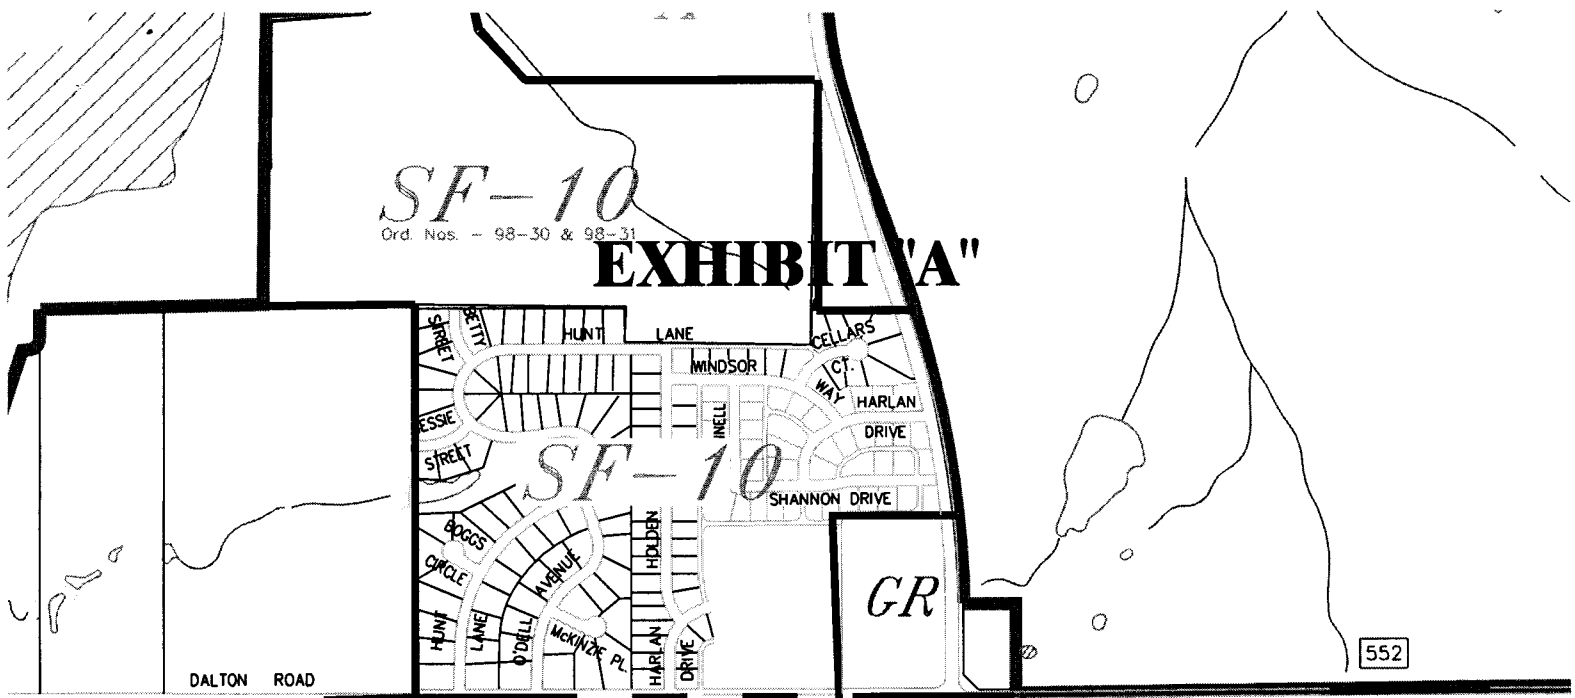 SF-10
Ord. Nos. - 98-30 & 98-31
EXHIBIT "A"
BETTY
STREET
HUNT LANE
CELLARS
CT.
WINDSOR
WAY
HARLAN
DRIVE
ESSIE
STREET
NELL
SF-10
SHANNON DRIVE
BOGGS
CIRCLE
HOLDEN
AVENUE
GR
HUNT
LANE
O'DELL
McKINZIE PL.
HARLAN
DRIVE
552
DALTON ROAD